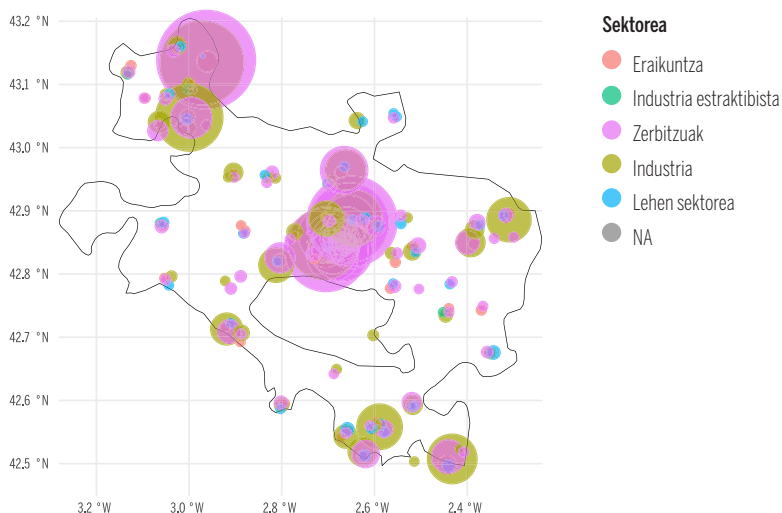 43.2 °N
43.1 °N
43.0 °N
42.9 °N
42.8 °N
42.7 °N
42.6 °N
42.5 °N
3.2 °W
3.0 °W
2.8 °W
2.6 °W
2.4 °W
Sektorea
Eraikuntza
Industria estraktibista
Zerbitzuak
Industria
Lehen sektorea
NA